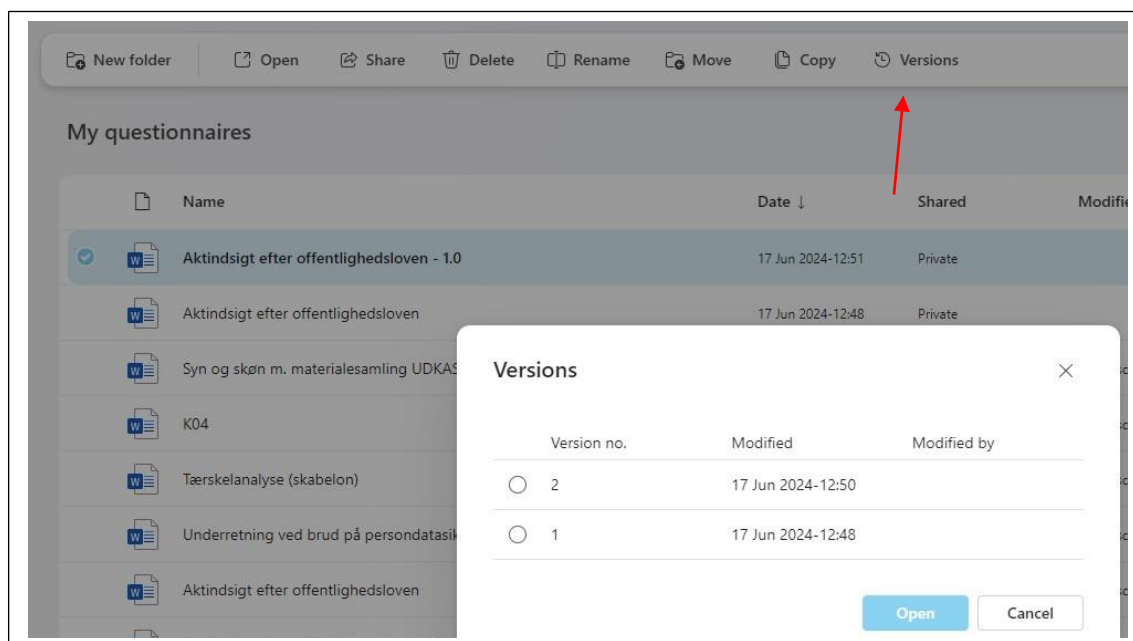 New folder Open Share Delete Rename Move Copy Versions
My questionnaires
Name Date ↓ Shared
Aktindsigt efter offentlighedsloven - 1.0 17 Jun 2024-12:51 Private
Aktindsigt efter offentlighedsloven 17 Jun 2024-12:48 Private
Syn og skøn m. materialesamling
K04
Tærskelanalyse (skabelon)
Underretning ved brud på
Aktindsigt efter offentlighedsloven
Versions
Version no. Modified Modified by
2 17 Jun 2024-12:50
1 17 Jun 2024-12:48
Open Cancel